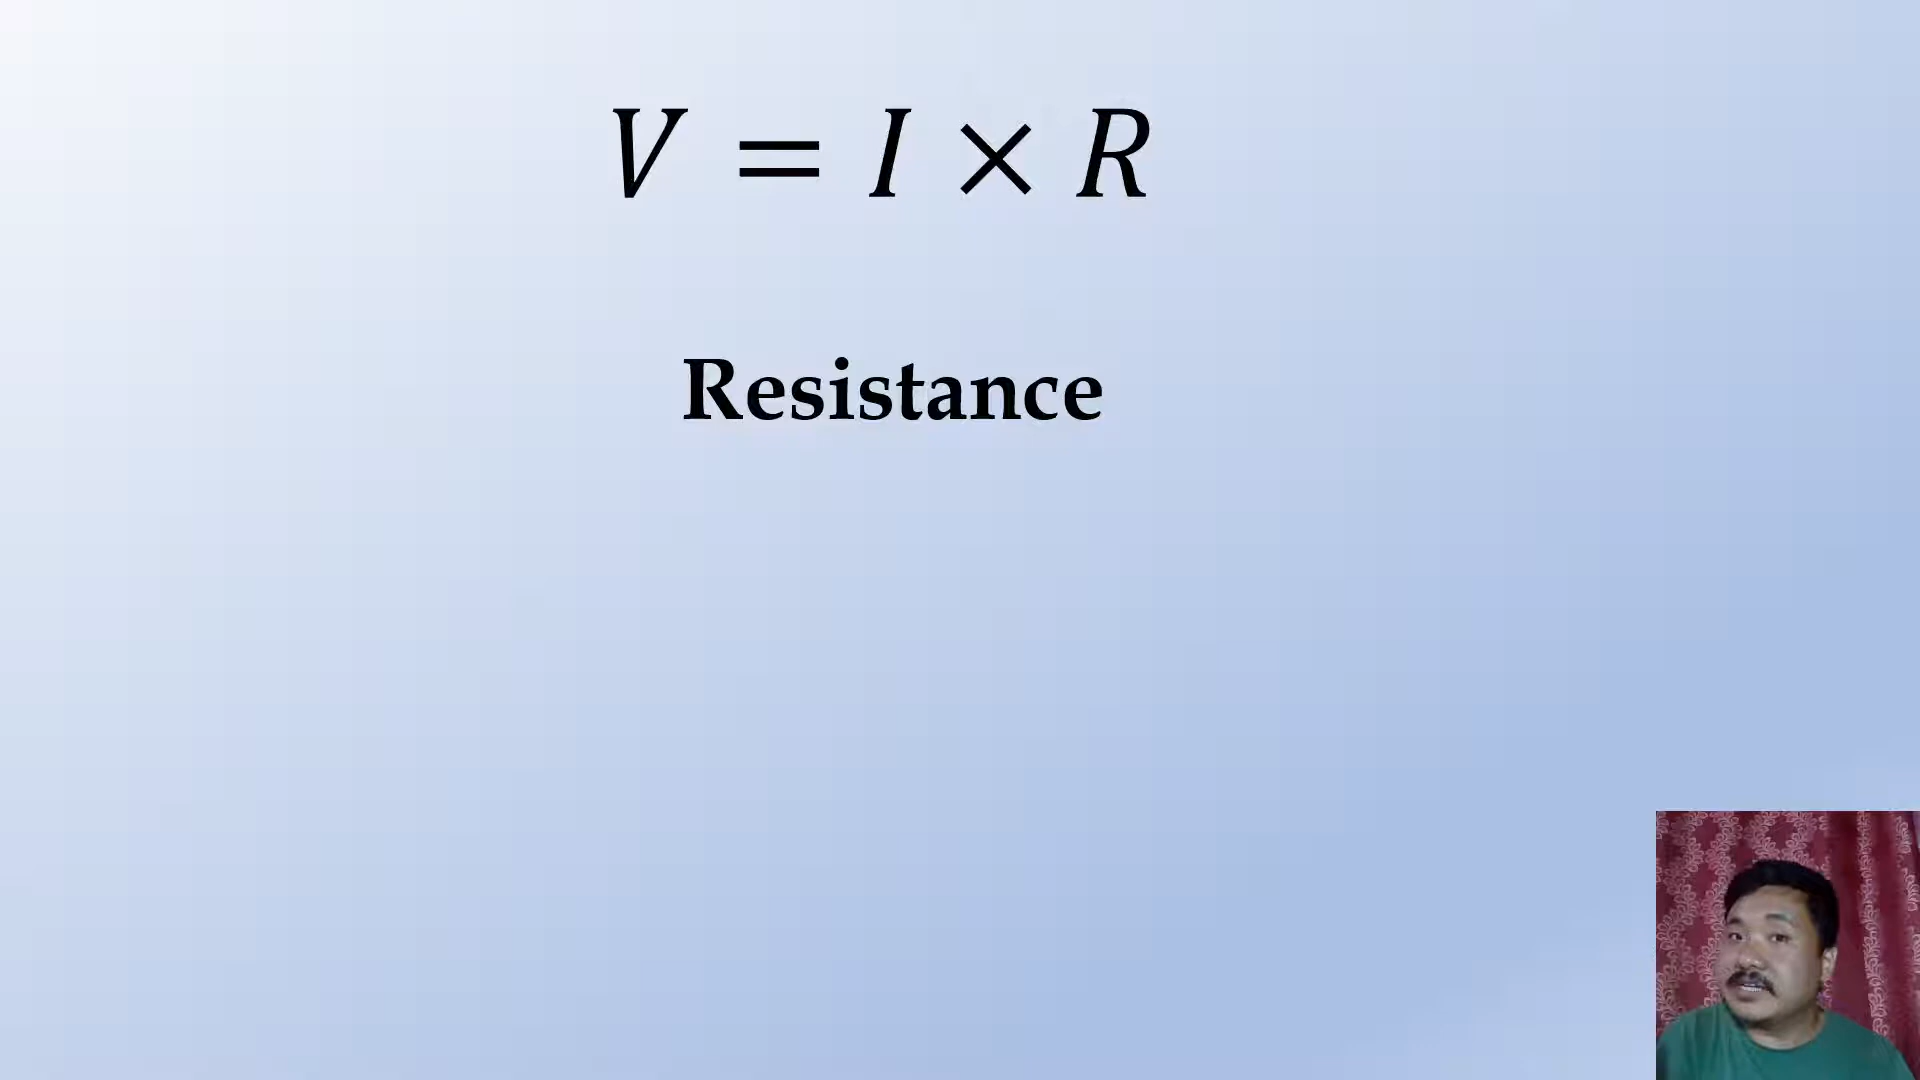 V = I × R
Resistance